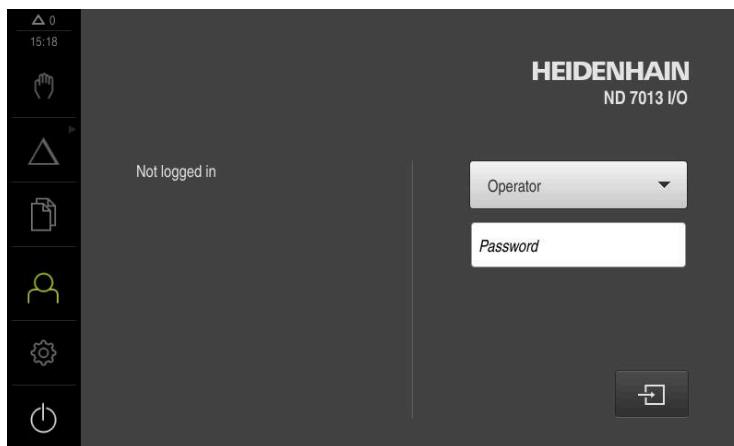 0
15:18
HEIDENHAIN
ND 7013 I/O
Not logged in
Operator
Password